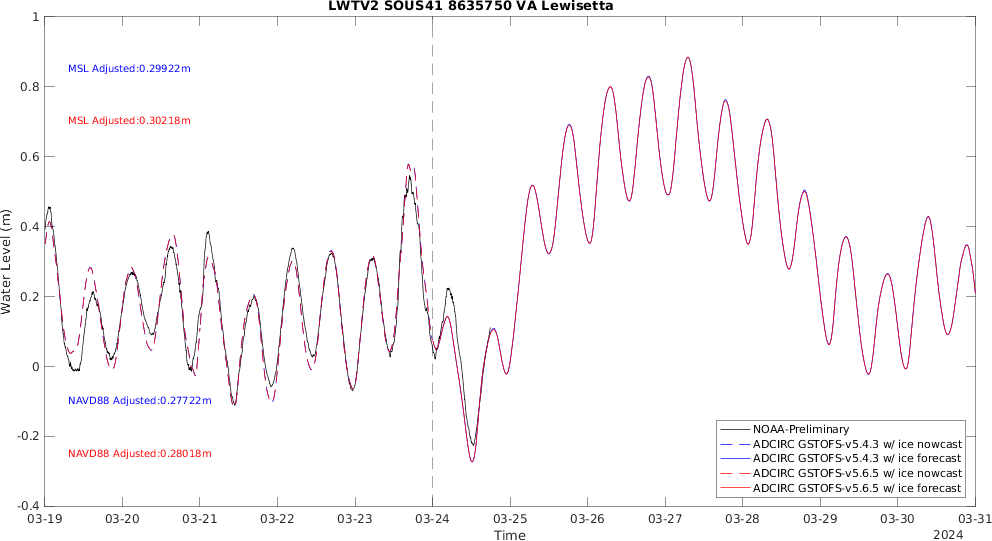 LWTV2 SOUS41 8635750 VA Lewisetta
1
0.8
0.6
0.4
0.2
0
-0.2
-0.4
Water Level (m)
MSL Adjusted:0.29922m
MSL Adjusted:0.30218m
NAVD88 Adjusted:0.27722m
NAVD88 Adjusted:0.28018m
NOAA-Preliminary
ADCIRC GSTOFS-v5.4.3 w/ ice nowcast
ADCIRC GSTOFS-v5.4.3 w/ ice forecast
ADCIRC GSTOFS-v5.6.5 w/ ice nowcast
ADCIRC GSTOFS-v5.6.5 w/ ice forecast
03-19 03-20 03-21 03-22 03-23 03-24 03-25 03-26 03-27 03-28 03-29 03-30 03-31
Time
2024